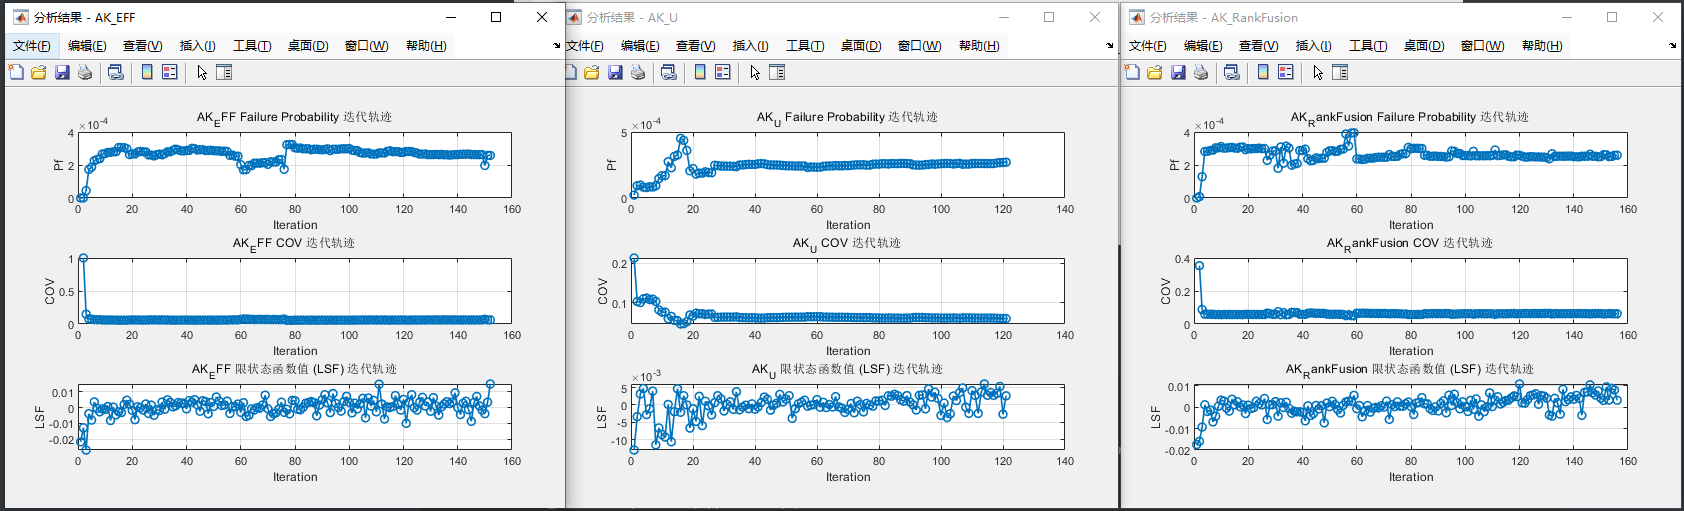 分析结果 - AK_EFF
文件(F) 编辑(E) 查看(V) 插入(I) 工具(T) 桌面(D) 窗口(W) 帮助(H)
AKEFF Failure Probability 迭代轨迹
×10-4
4
2
0
Pf
0 20 40 60 80 100 120 140 160
Iteration
AKEFF COV 迭代轨迹
1
0.5
0
COV
0 20 40 60 80 100 120 140 160
Iteration
AKEFF 限状态函数值 (LSF) 迭代轨迹
0.01
0
-0.01
-0.02
LSF
0 20 40 60 80 100 120 140 160
Iteration
分析结果 - AK_U
文件(F) 编辑(E) 查看(V) 插入(I) 工具(T) 桌面(D) 窗口(W) 帮助(H)
AKU Failure Probability 迭代轨迹
×10-4
5
0
Pf
0 20 40 60 80 100 120 140
Iteration
AKU COV 迭代轨迹
0.2
0.1
COV
0 20 40 60 80 100 120 140
Iteration
AKU 限状态函数值 (LSF) 迭代轨迹
×10-3
5
0
-5
-10
LSF
0 20 40 60 80 100 120 140
Iteration
分析结果 - AK_RankFusion
文件(F) 编辑(E) 查看(V) 插入(I) 工具(T) 桌面(D) 窗口(W) 帮助(H)
AKRankFusion Failure Probability 迭代轨迹
×10-4
4
2
0
Pf
0 20 40 60 80 100 120 140 160
Iteration
AKRankFusion COV 迭代轨迹
0.4
0.2
0
COV
0 20 40 60 80 100 120 140 160
Iteration
AKRankFusion 限状态函数值 (LSF) 迭代轨迹
0.01
0
-0.01
-0.02
LSF
0 20 40 60 80 100 120 140 160
Iteration